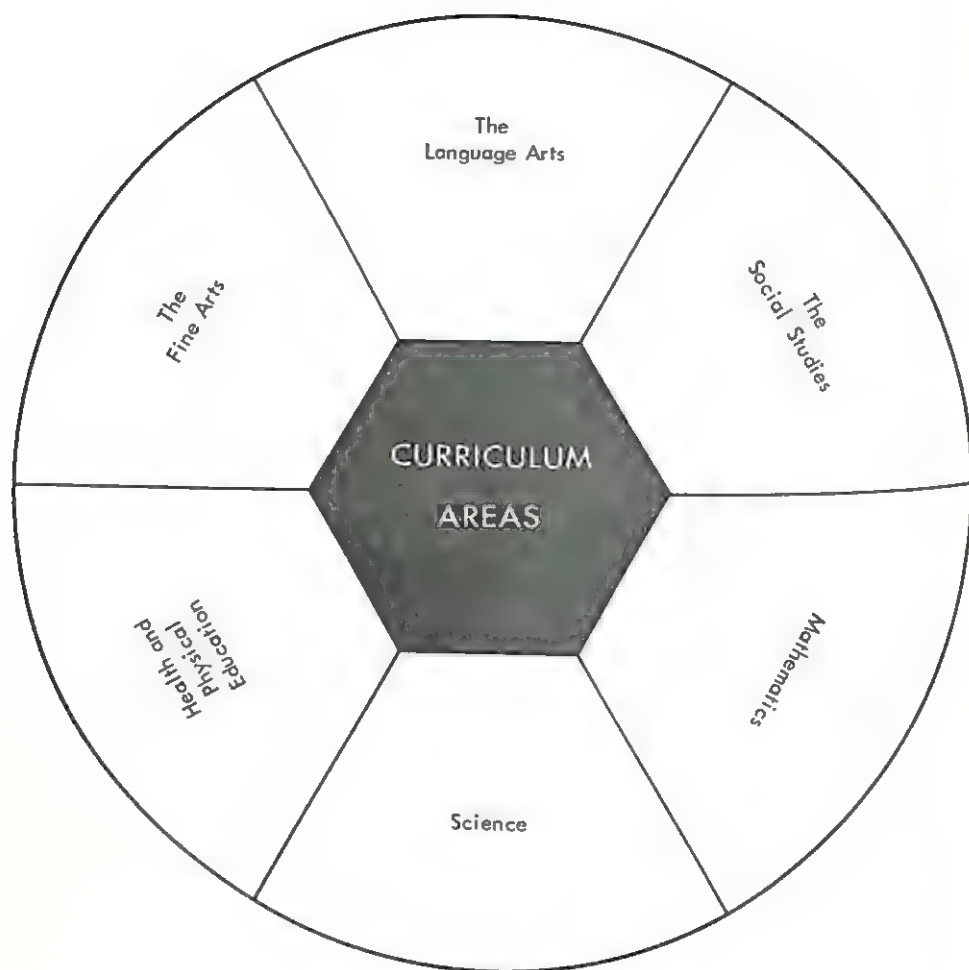 The
Language Arts
The
Social Studies
Mathematics
Science
Health and
Physical
Education
The
Fine Arts
CURRICULUM
AREAS